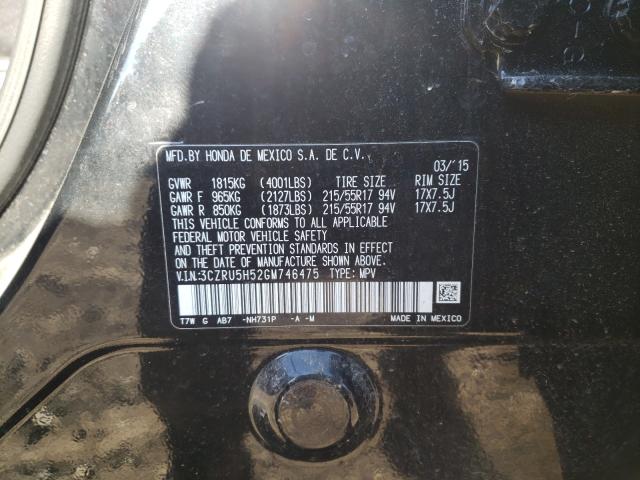 MFD.BY HONDA DE MEXICO S.A. DE C.V.
03/'15
GVWR 1815KG (4001LBS) TIRE SIZE RIM SIZE
GAWR F 965KG (2127LBS) 215/55R17 94V 17X7.5J
GAWR R 850KG (1873LBS) 215/55R17 94V 17X7.5J
THIS VEHICLE CONFORMS TO ALL APPLICABLE
FEDERAL MOTOR VEHICLE SAFETY
AND THEFT PREVENTION STANDARDS IN EFFECT
ON THE DATE OF MANUFACTURE SHOWN ABOVE.
V.I.N:3CZRU5H52GM746475 TYPE: MPV
T7W G AB7 -NH731P -A -M MADE IN MEXICO